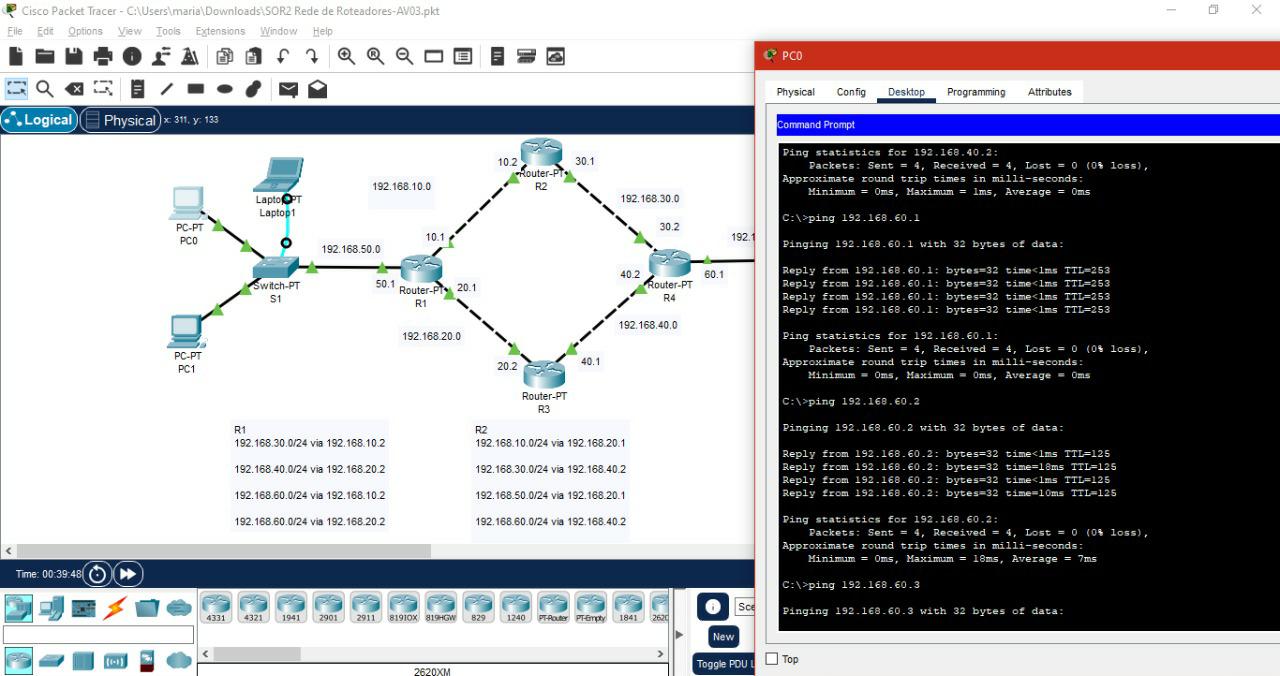 Cisco Packet Tracer - C:\Users\maria\Downloads\SOR2 Rede de Roteadores-AV03.pkt
File Edit Options View Tools Extensions Window Help
Logical Physical x: 311, y: 133
10.2
30.1
Router-PT
R2
192.168.10.0
Laptop-PT
Laptop1
192.168.30.0
PC-PT
PC0
30.2
10.1
192.1
192.168.50.0
Switch-PT
S1
50.1
Router-PT
R1
20.1
40.2
60.1
Router-PT
R4
192.168.20.0
192.168.40.0
PC-PT
PC1
20.2
40.1
Router-PT
R3
R1
192.168.30.0/24 via 192.168.10.2
192.168.40.0/24 via 192.168.20.2
192.168.60.0/24 via 192.168.10.2
192.168.60.0/24 via 192.168.20.2
R2
192.168.10.0/24 via 192.168.20.1
192.168.30.0/24 via 192.168.40.2
192.168.50.0/24 via 192.168.20.1
192.168.60.0/24 via 192.168.40.2
Time: 00:39:48
4331 4321 1941 2901 2911 819IOX 819HGW 829 1240 PT-Router PT-Empty 1841 262
2620XM
Sce
New
Toggle PDU L
PC0
Physical Config Desktop Programming Attributes
Command Prompt
Ping statistics for 192.168.40.2:
Packets: Sent = 4, Received = 4, Lost = 0 (0% loss),
Approximate round trip times in milli-seconds:
Minimum = 0ms, Maximum = 1ms, Average = 0ms
C:\>ping 192.168.60.1
Pinging 192.168.60.1 with 32 bytes of data:
Reply from 192.168.60.1: bytes=32 time<1ms TTL=253
Reply from 192.168.60.1: bytes=32 time<1ms TTL=253
Reply from 192.168.60.1: bytes=32 time<1ms TTL=253
Reply from 192.168.60.1: bytes=32 time<1ms TTL=253
Ping statistics for 192.168.60.1:
Packets: Sent = 4, Received = 4, Lost = 0 (0% loss),
Approximate round trip times in milli-seconds:
Minimum = 0ms, Maximum = 0ms, Average = 0ms
C:\>ping 192.168.60.2
Pinging 192.168.60.2 with 32 bytes of data:
Reply from 192.168.60.2: bytes=32 time<1ms TTL=125
Reply from 192.168.60.2: bytes=32 time=18ms TTL=125
Reply from 192.168.60.2: bytes=32 time<1ms TTL=125
Reply from 192.168.60.2: bytes=32 time=10ms TTL=125
Ping statistics for 192.168.60.2:
Packets: Sent = 4, Received = 4, Lost = 0 (0% loss),
Approximate round trip times in milli-seconds:
Minimum = 0ms, Maximum = 18ms, Average = 7ms
C:\>ping 192.168.60.3
Pinging 192.168.60.3 with 32 bytes of data:
Top